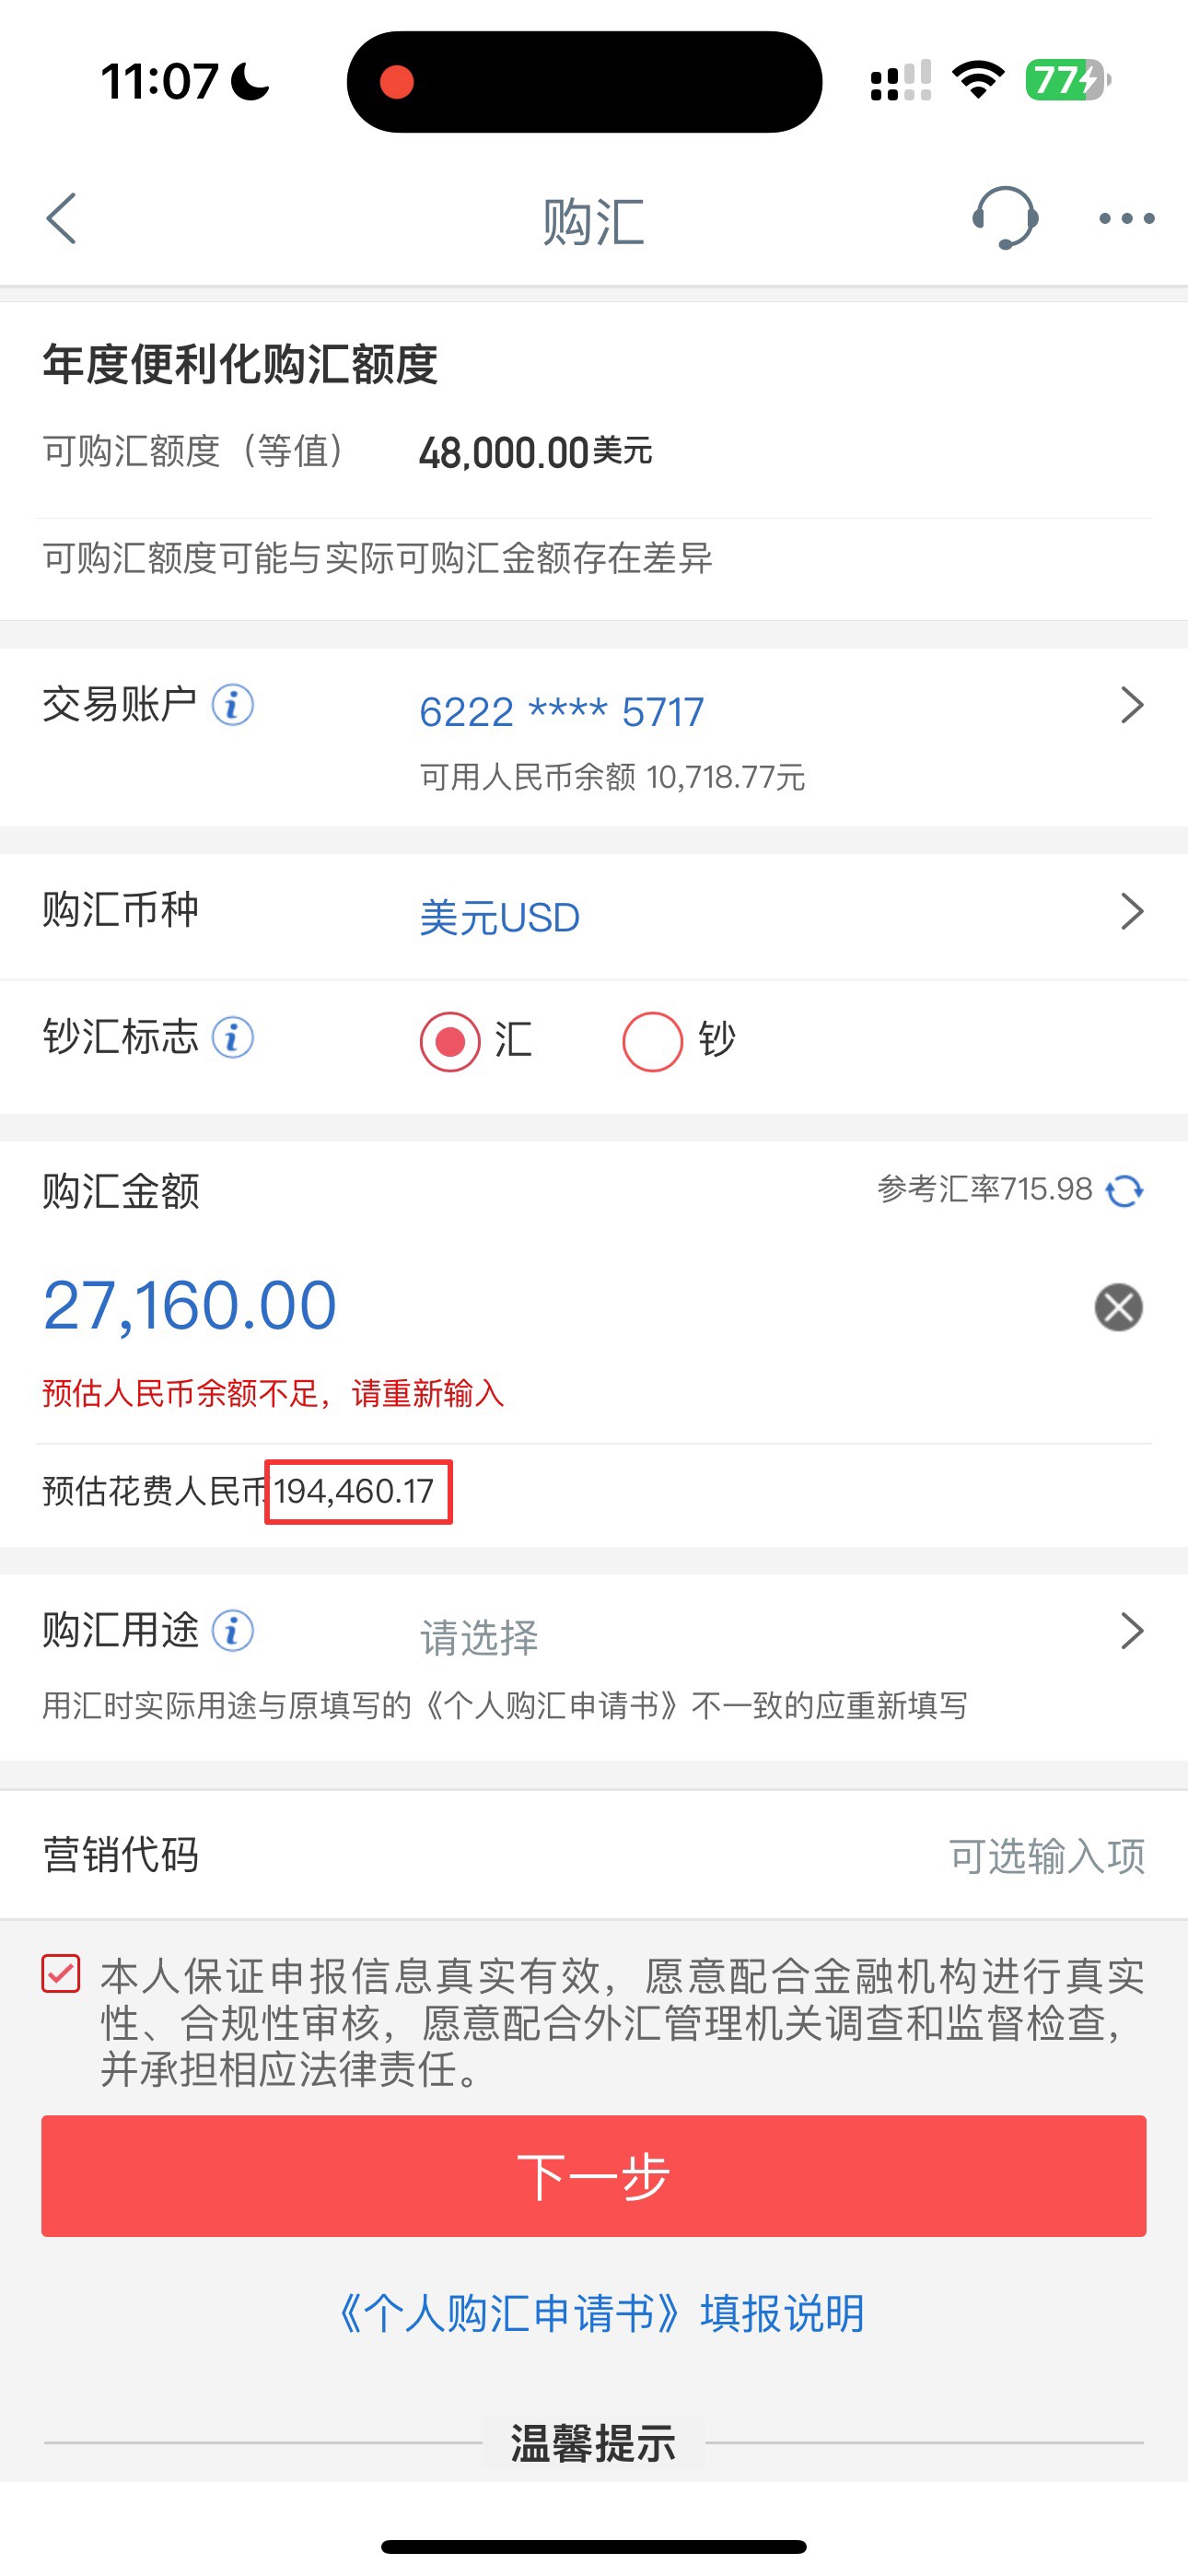 11:07
77
购汇
年度便利化购汇额度
可购汇额度（等值） 48,000.00美元
可购汇额度可能与实际可购汇金额存在差异
交易账户 6222 **** 5717
可用人民币余额 10,718.77元
购汇币种 美元USD
钞汇标志 汇 钞
购汇金额 参考汇率715.98
27,160.00
预估人民币余额不足，请重新输入
预估花费人民币194,460.17
购汇用途 请选择
用汇时实际用途与原填写的《个人购汇申请书》不一致的应重新填写
营销代码 可选输入项
本人保证申报信息真实有效，愿意配合金融机构进行真实
性、合规性审核，愿意配合外汇管理机关调查和监督检查，
并承担相应法律责任。
下一步
《个人购汇申请书》填报说明
温馨提示